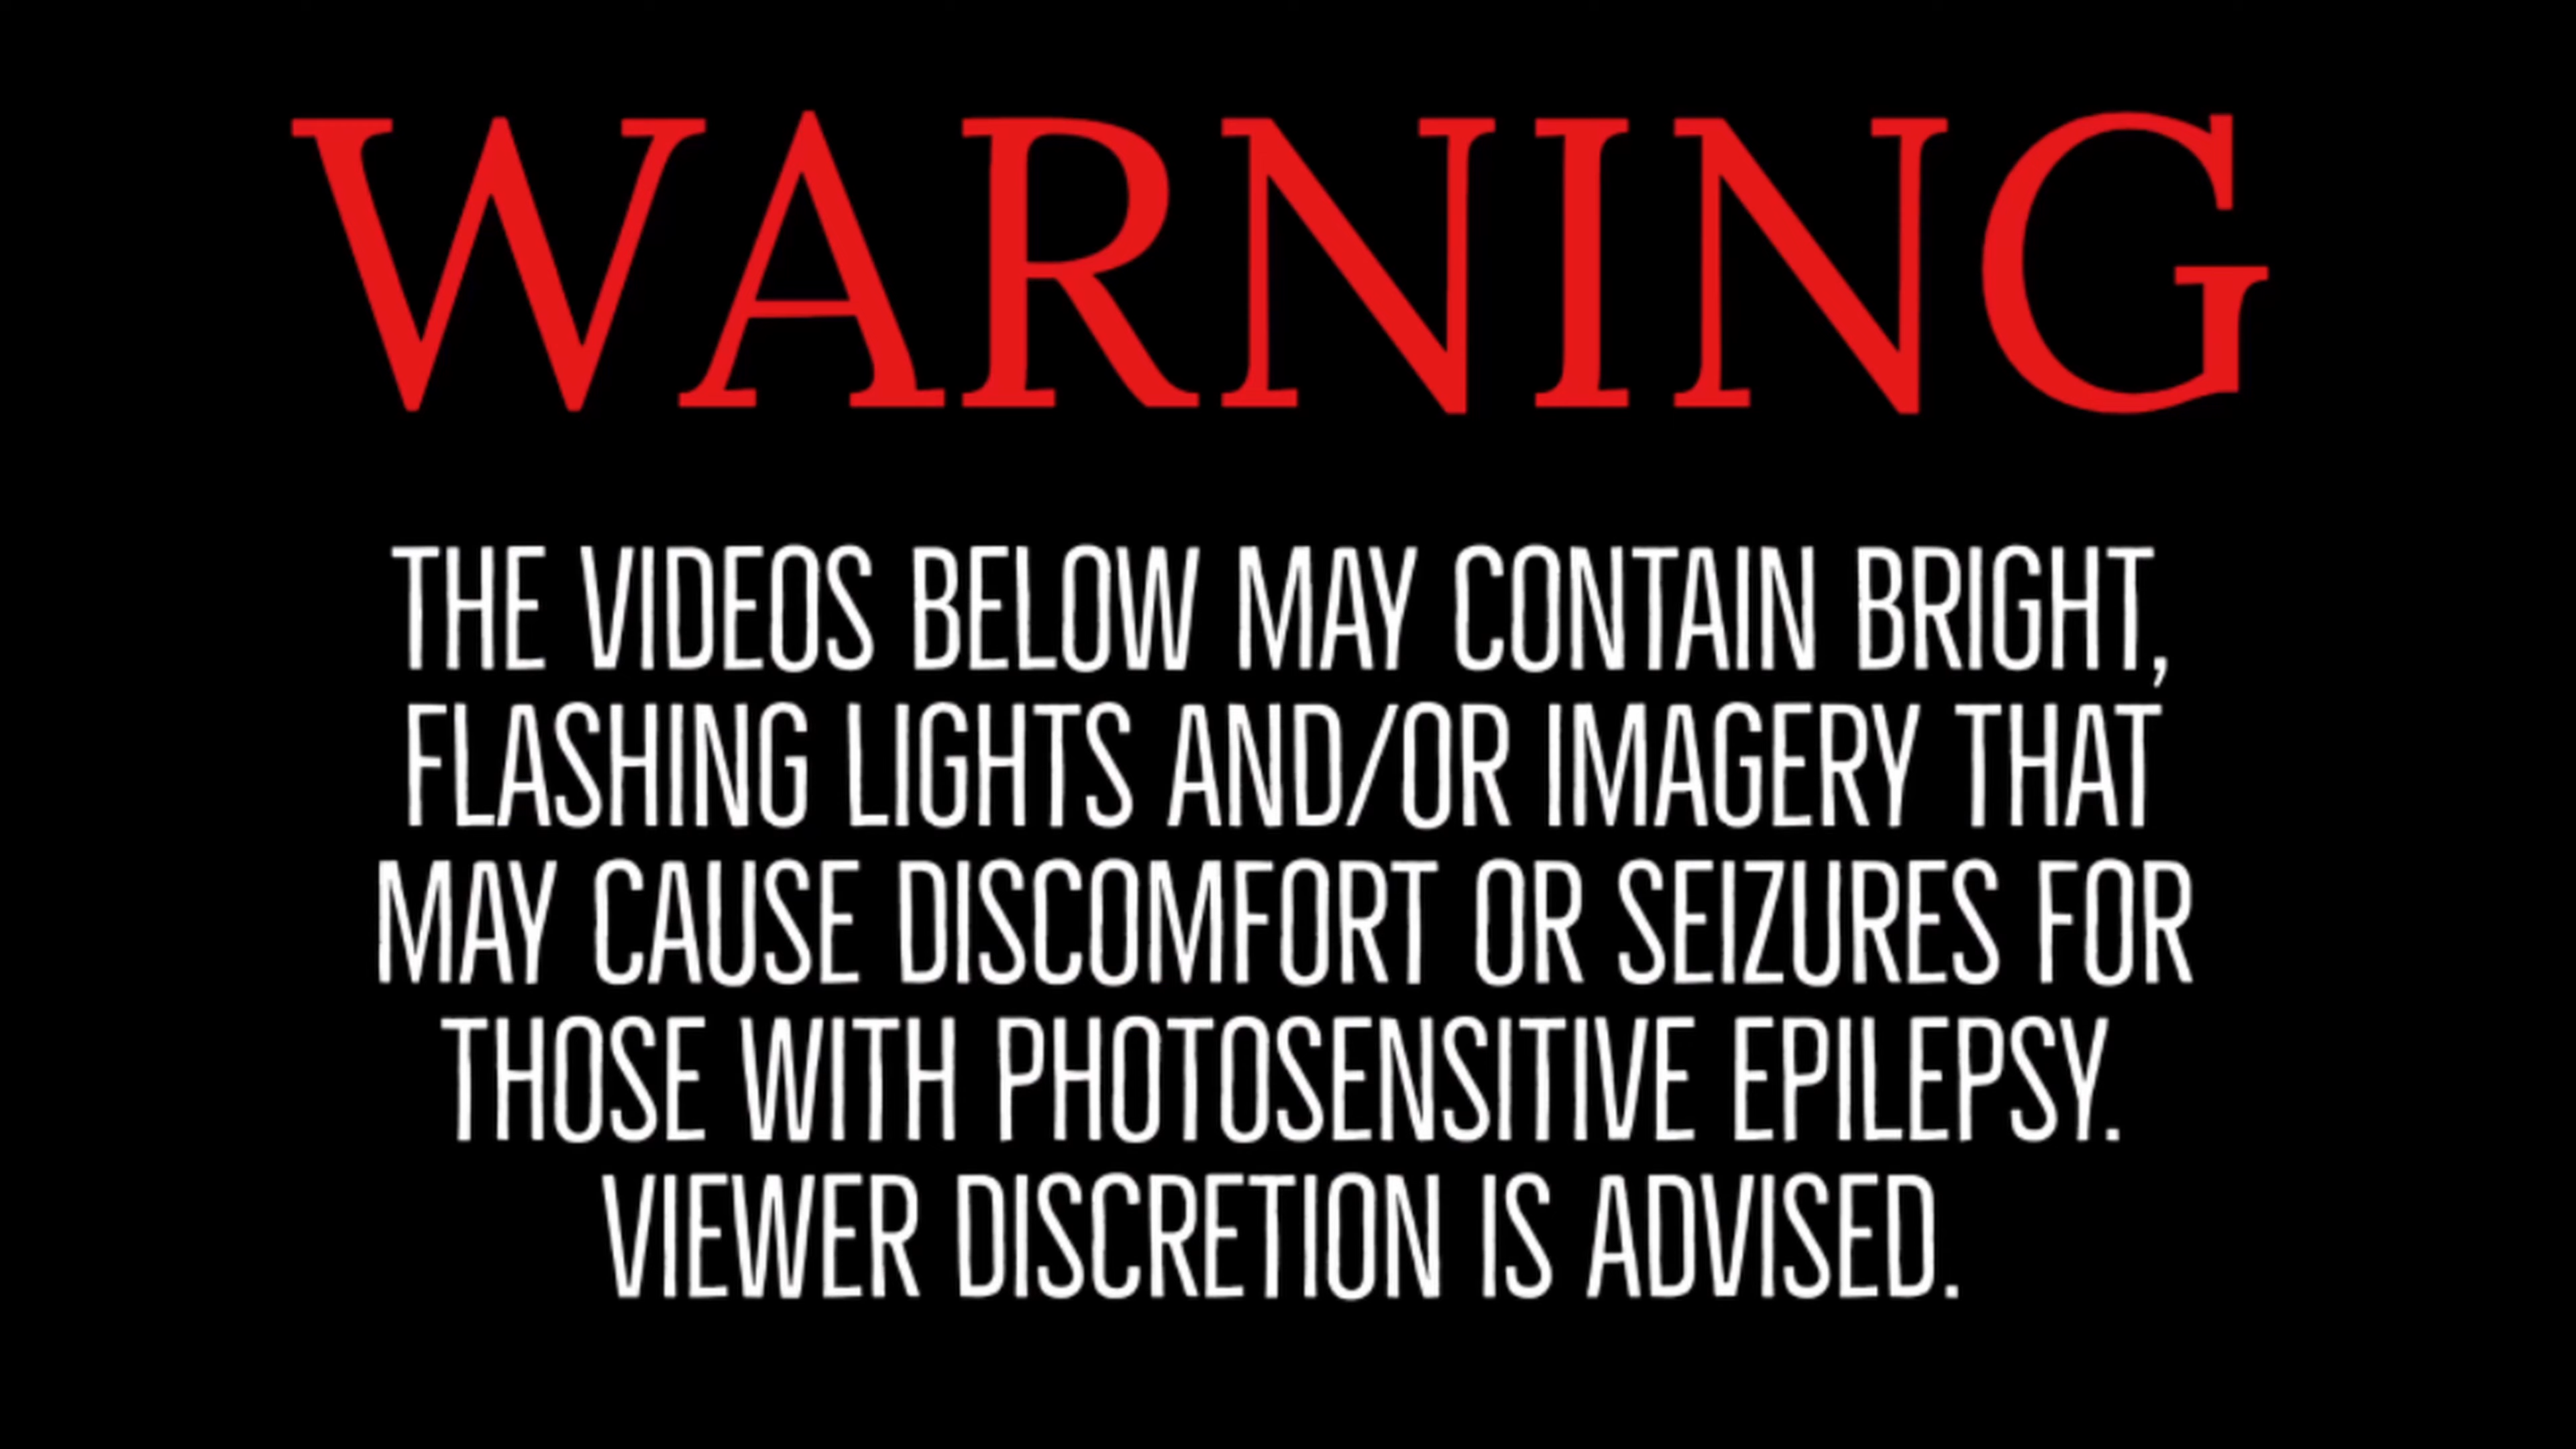 WARNING
THE VIDEOS BELOW MAY CONTAIN BRIGHT,
FLASHING LIGHTS AND/OR IMAGERY THAT
MAY CAUSE DISCOMFORT OR SEIZURES FOR
THOSE WITH PHOTOSENSITIVE EPILEPSY.
VIEWER DISCRETION IS ADVISED.